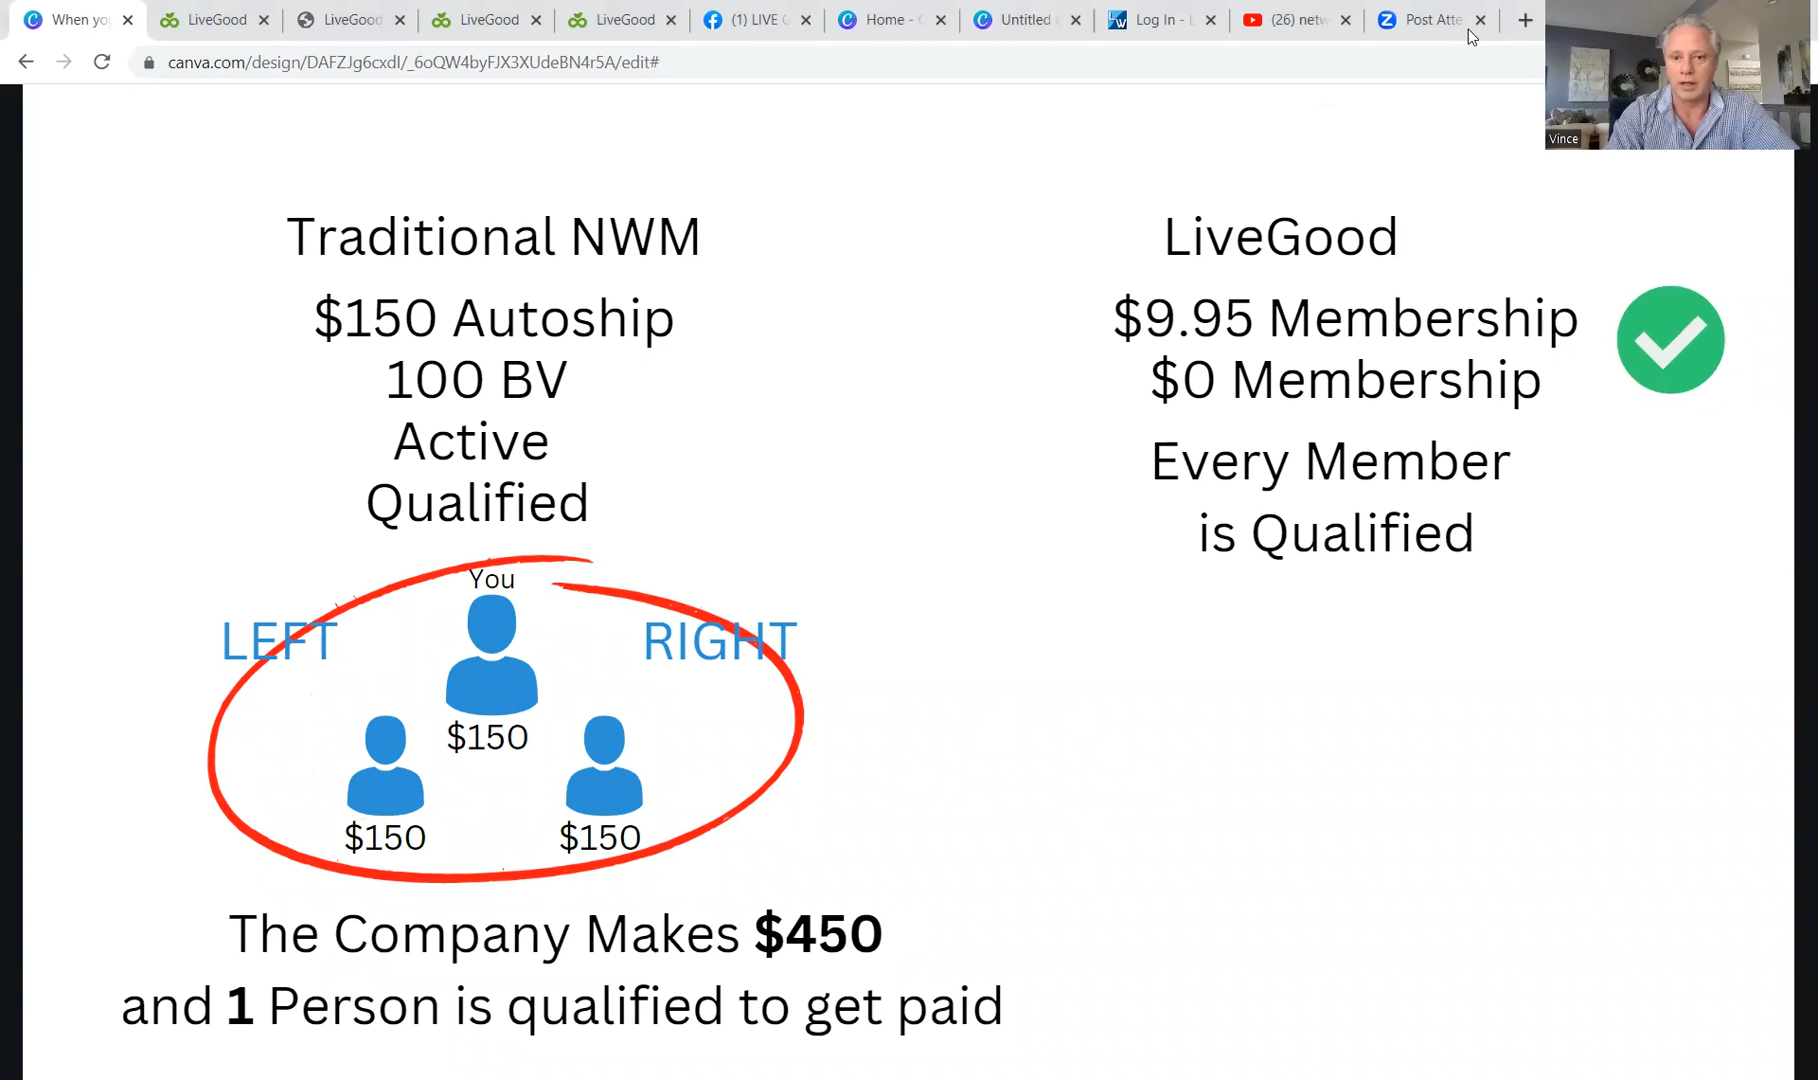 When you
LiveGood
LiveGood
LiveGood
LiveGood
(1) LIVE G
Home - C
Untitled
Log In - L
(26) netw
Post Atte
canva.com/design/DAFZJg6cxdI/_6oQW4byFJX3XUdeBN4r5A/edit#
Vince
Traditional NWM
$150 Autoship
100 BV
Active
Qualified
You
LEFT
RIGHT
$150
$150
$150
The Company Makes $450
and 1 Person is qualified to get paid
LiveGood
$9.95 Membership
$0 Membership
Every Member
is Qualified